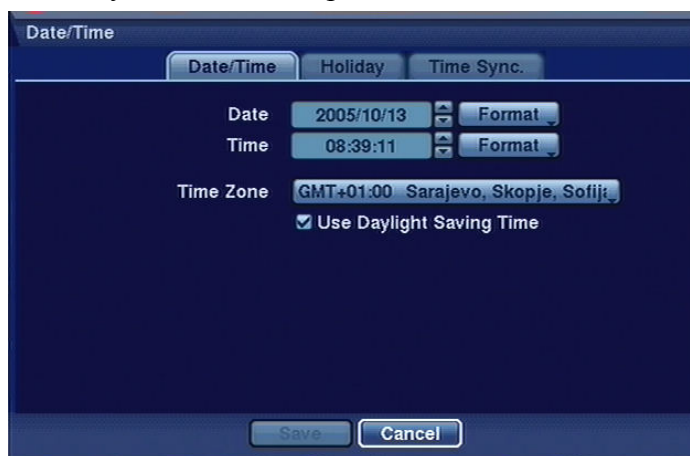 Date/Time
Date/Time Holiday Time Sync.
Date 2005/10/13 Format
Time 08:39:11 Format
Time Zone GMT+01:00 Sarajevo, Skopje, Sofij
Use Daylight Saving Time
Save Cancel